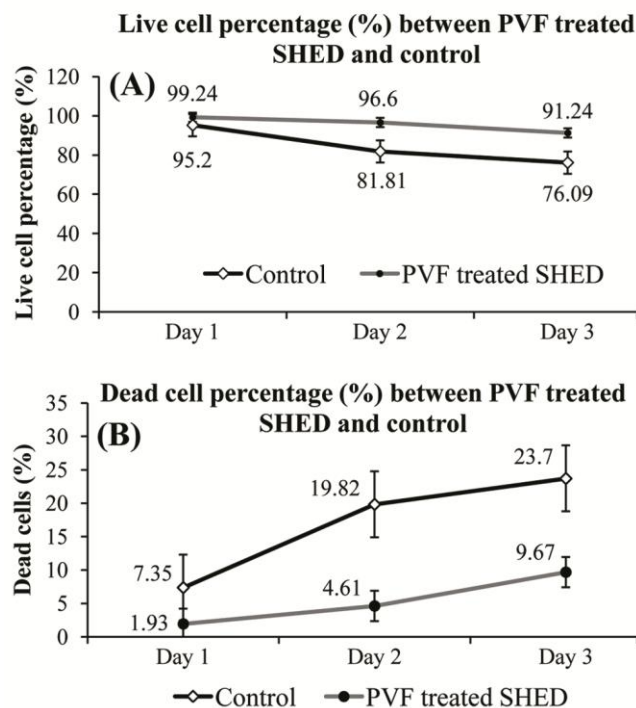 Live cell percentage (%) between PVF treated
SHED and control
(A)
Live cell percentage (%)
120
100
80
60
40
20
0
99.24
96.6
91.24
95.2
81.81
76.09
Control
PVF treated SHED
Day 1
Day 2
Day 3
Dead cell percentage (%) between PVF treated
SHED and control
(B)
Dead cells (%)
35
30
25
20
15
10
5
0
7.35
19.82
23.7
1.93
4.61
9.67
Day 1
Day 2
Day 3
Control
PVF treated SHED